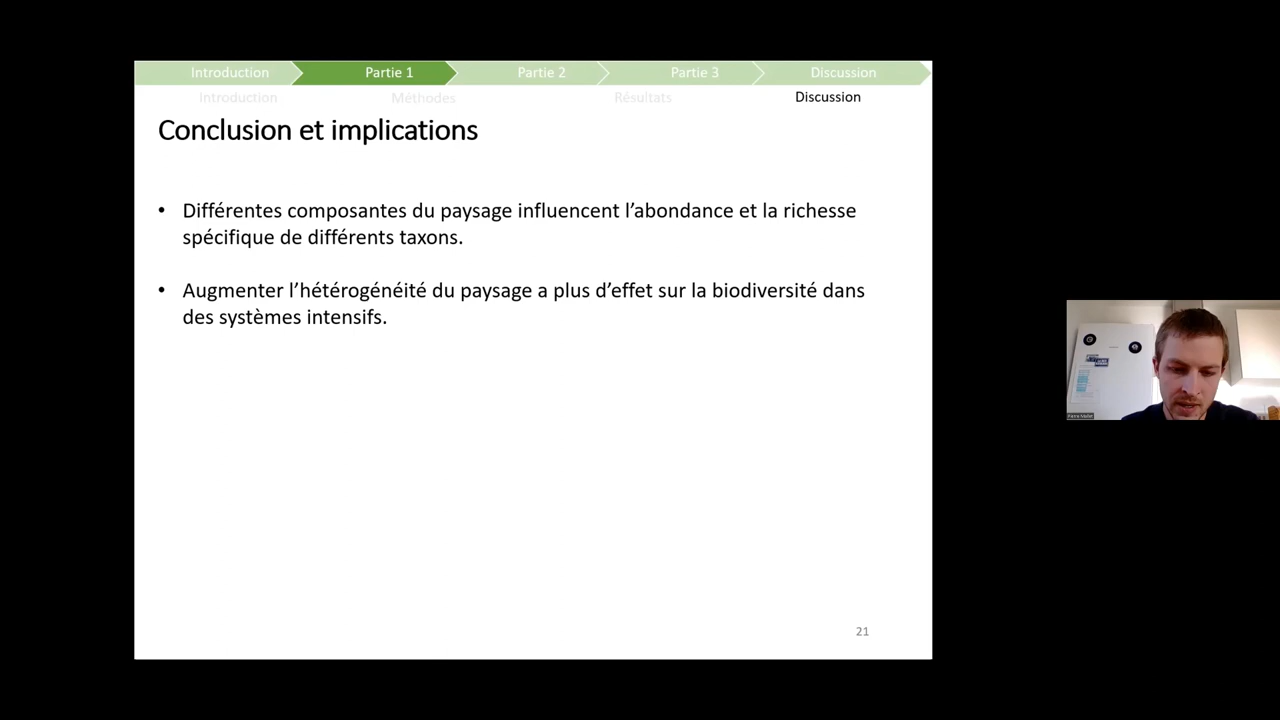 Introduction
Partie 1
Partie 2
Partie 3
Discussion
Introduction
Méthodes
Résultats
Discussion
Conclusion et implications
• Différentes composantes du paysage influencent l’abondance et la richesse
spécifique de différents taxons.
• Augmenter l’hétérogénéité du paysage a plus d’effet sur la biodiversité dans
des systèmes intensifs.
21